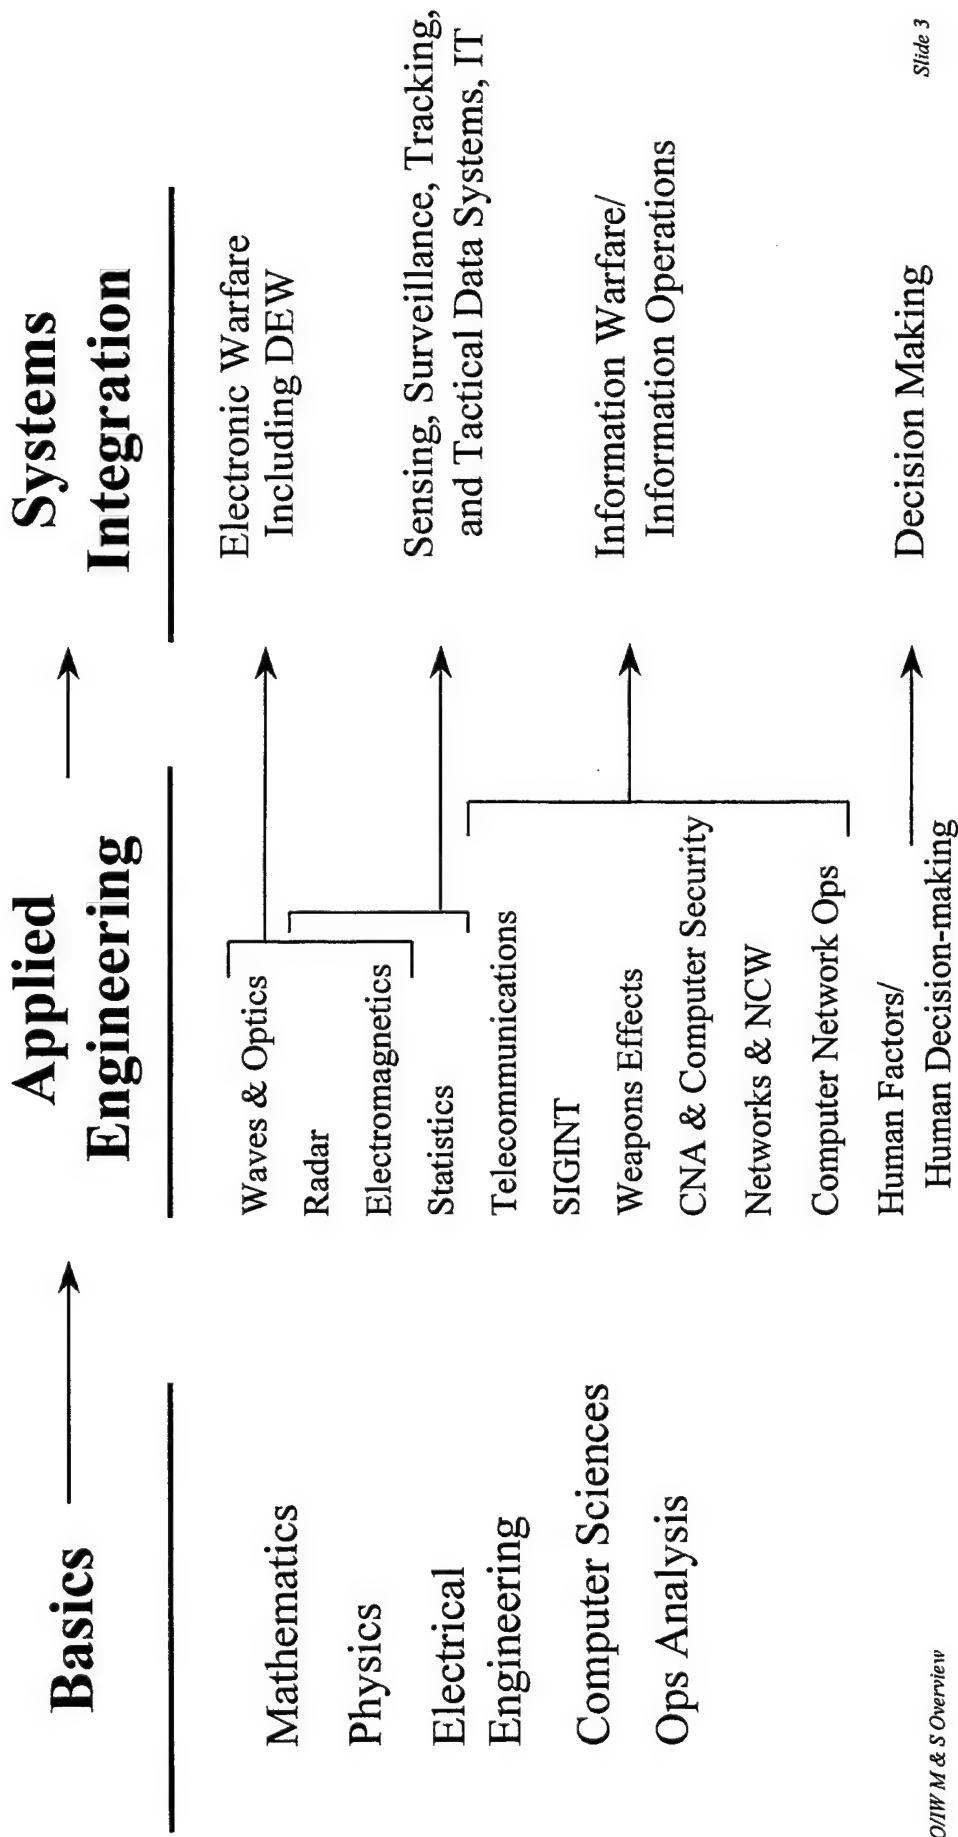 Basics
Mathematics
Physics
Electrical
Engineering
Computer Sciences
Ops Analysis
Applied
Engineering
Waves & Optics
Radar
Electromagnetics
Statistics
Telecommunications
SIGINT
Weapons Effects
CNA & Computer Security
Networks & NCW
Computer Network Ops
Human Factors/
Human Decision-making
Systems
Integration
Electronic Warfare
Including DEW
Sensing, Surveillance, Tracking,
and Tactical Data Systems, IT
Information Warfare/
Information Operations
Decision Making
O/IW M & S Overview
Slide 3